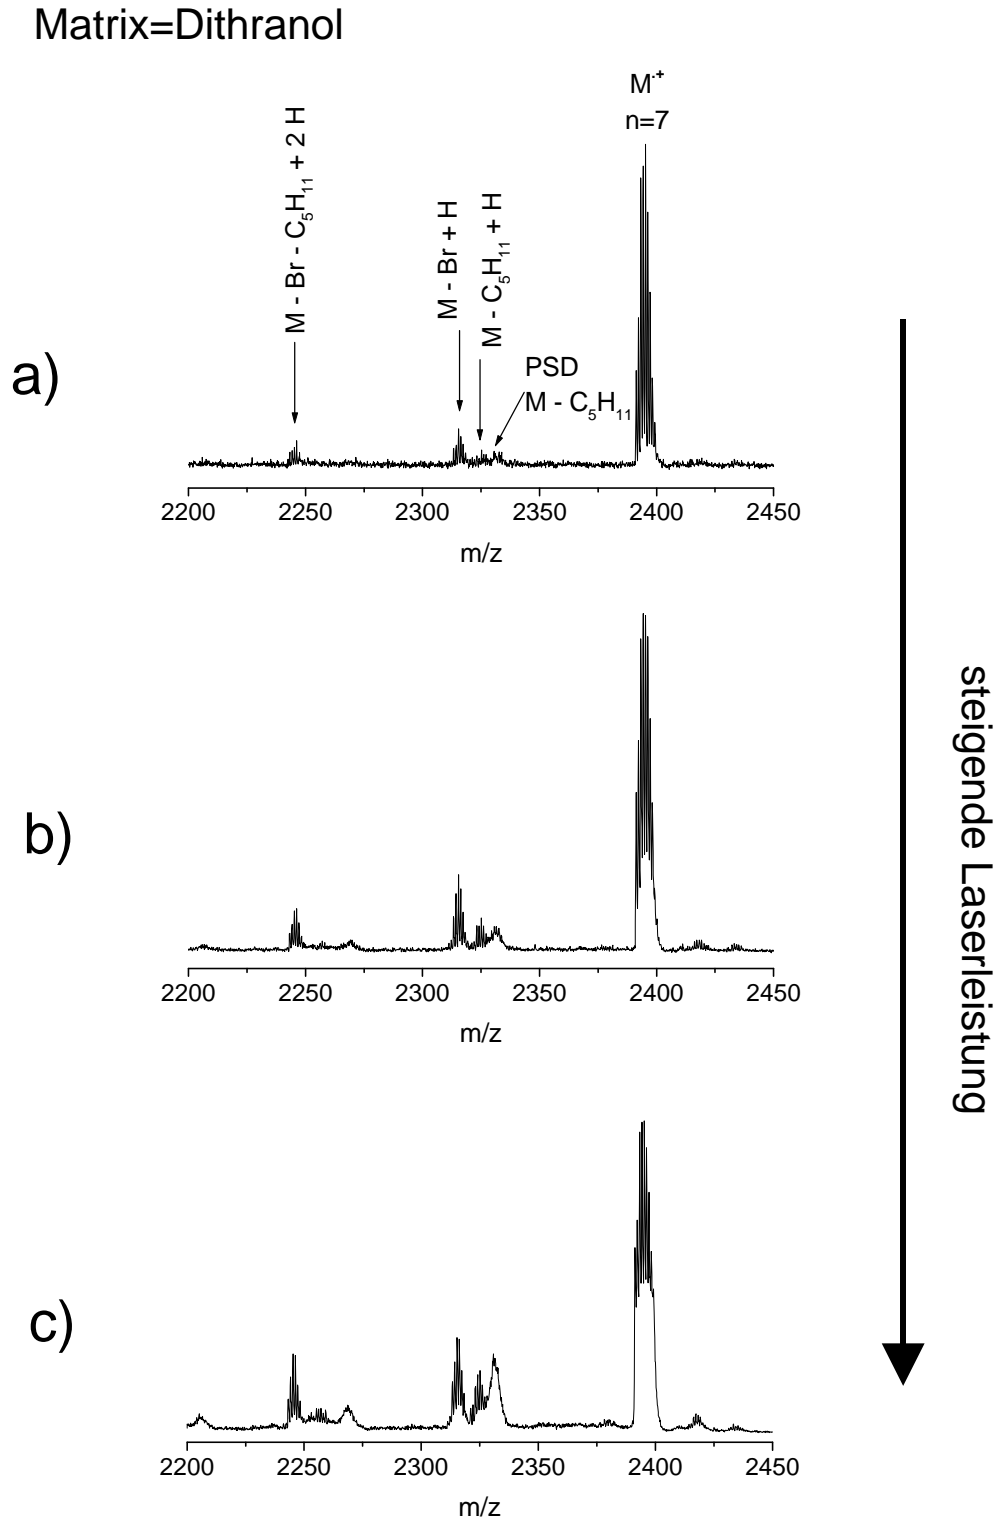 Matrix=Dithranol
M·+
n=7
M - Br - C5H11 + 2 H
M - Br + H
M - C5H11 + H
PSD
M - C5H11
a)
2200 2250 2300 2350 2400 2450
m/z
b)
2200 2250 2300 2350 2400 2450
m/z
steigende Laserleistung
c)
2200 2250 2300 2350 2400 2450
m/z